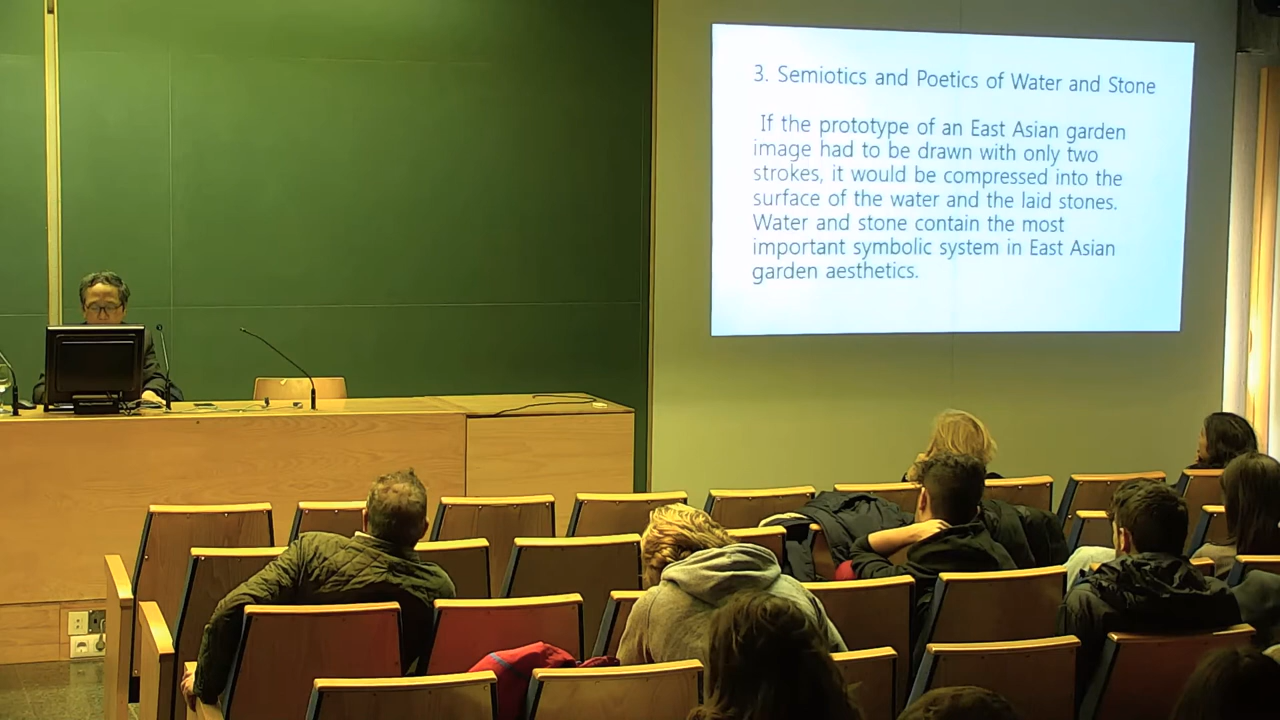 3. Semiotics and Poetics of Water and Stone
If the prototype of an East Asian garden
image had to be drawn with only two
strokes, it would be compressed into the
surface of the water and the laid stones.
Water and stone contain the most
important symbolic system in East Asian
garden aesthetics.